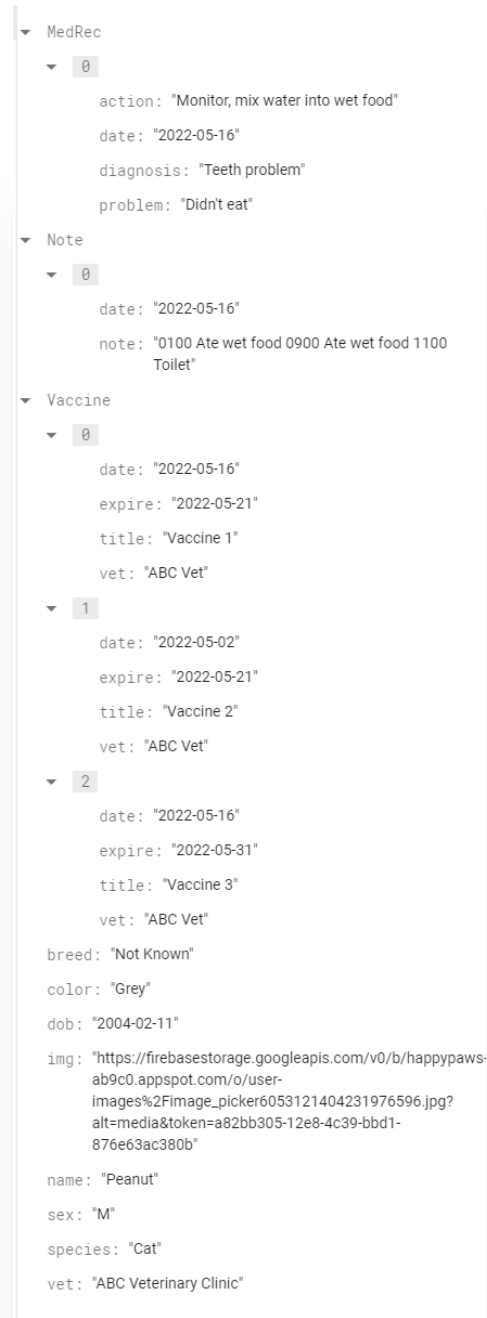 MedRec
0
action: "Monitor, mix water into wet food"
date: "2022-05-16"
diagnosis: "Teeth problem"
problem: "Didn't eat"
Note
0
date: "2022-05-16"
note: "0100 Ate wet food 0900 Ate wet food 1100
Toilet"
Vaccine
0
date: "2022-05-16"
expire: "2022-05-21"
title: "Vaccine 1"
vet: "ABC Vet"
1
date: "2022-05-02"
expire: "2022-05-21"
title: "Vaccine 2"
vet: "ABC Vet"
2
date: "2022-05-16"
expire: "2022-05-31"
title: "Vaccine 3"
vet: "ABC Vet"
breed: "Not Known"
color: "Grey"
dob: "2004-02-11"
img: "https://firebasestorage.googleapis.com/v0/b/happypaws-
ab9c0.appspot.com/o/user-
images%2Fimage_picker6053121404231976596.jpg?
alt=media&token=a82bb305-12e8-4c39-bbd1-
876e63ac380b"
name: "Peanut"
sex: "M"
species: "Cat"
vet: "ABC Veterinary Clinic"